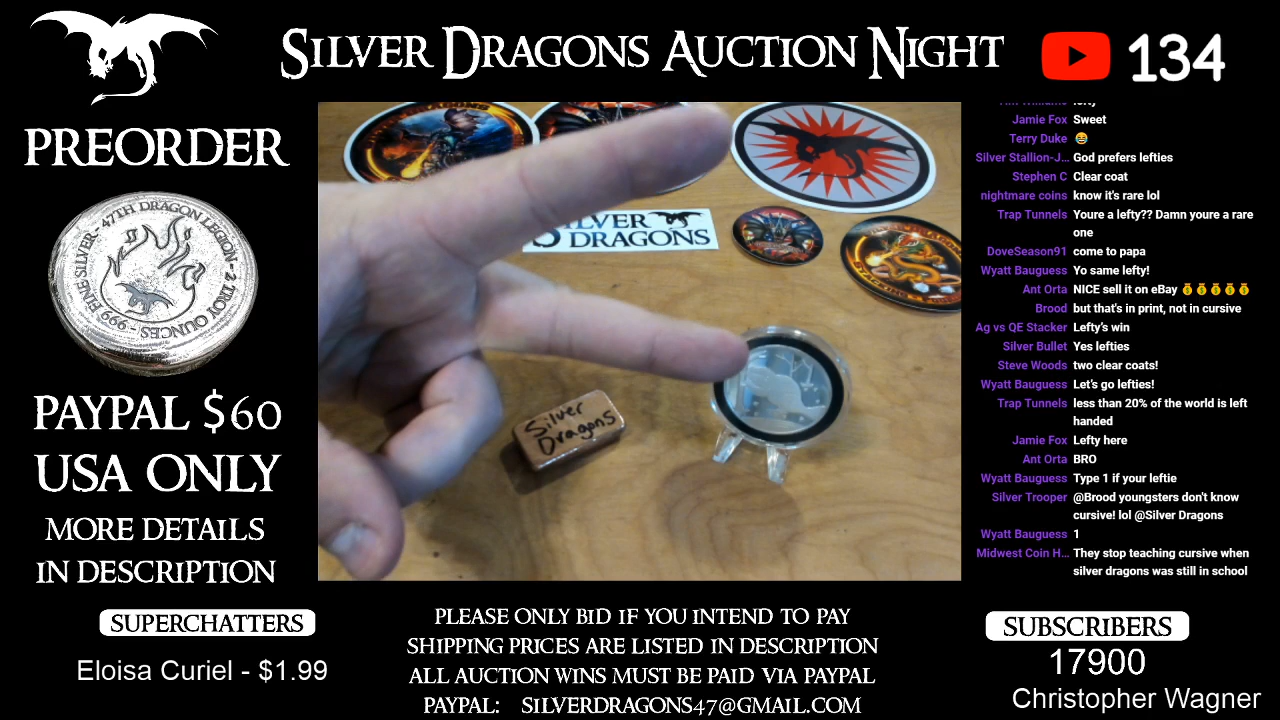 SILVER DRAGONS AUCTION NIGHT
134
PREORDER
47TH DRAGON LEGION - 2 TROY OUNCES - .999 FINE SILVER -
PAYPAL $60
USA ONLY
MORE DETAILS
IN DESCRIPTION
SILVER
DRAGONS
Silver
Dragons
Tim Williams lefty
Jamie Fox Sweet
Terry Duke 😂
Silver Stallion-J... God prefers lefties
Stephen C Clear coat
nightmare coins know it's rare lol
Trap Tunnels Youre a lefty?? Damn youre a rare
one
DoveSeason91 come to papa
Wyatt Bauguess Yo same lefty!
Ant Orta NICE sell it on eBay 💰💰💰💰💰
Brood but that's in print, not in cursive
Ag vs QE Stacker Lefty's win
Silver Bullet Yes lefties
Steve Woods two clear coats!
Wyatt Bauguess Let's go lefties!
Trap Tunnels less than 20% of the world is left
handed
Jamie Fox Lefty here
Ant Orta BRO
Wyatt Bauguess Type 1 if your leftie
Silver Trooper @Brood youngsters don't know
cursive! lol @Silver Dragons
Wyatt Bauguess 1
Midwest Coin H... They stop teaching cursive when
silver dragons was still in school
SUPERCHATTERS
Eloisa Curiel - $1.99
PLEASE ONLY BID IF YOU INTEND TO PAY
SHIPPING PRICES ARE LISTED IN DESCRIPTION
ALL AUCTION WINS MUST BE PAID VIA PAYPAL
PAYPAL: SILVERDRAGONS47@GMAIL.COM
SUBSCRIBERS
17900
Christopher Wagner